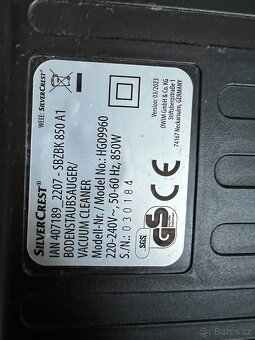 SILVERCREST®
IAN 407189_2207 - SBZBK 850 A1
BODENSTAUBSAUGER/
VACUUM CLEANER
Modell-Nr. / Model No.: HG09960
220-240V~, 50-60 Hz, 850W
S./N.: 030184
WEEE: SILVERCREST®
Version: 03/2023
OWIM GmbH & Co. KG
Stiftsbergstraße 1
74167 Neckarsulm, GERMANY
CE
SGS
GS
bazos.cz